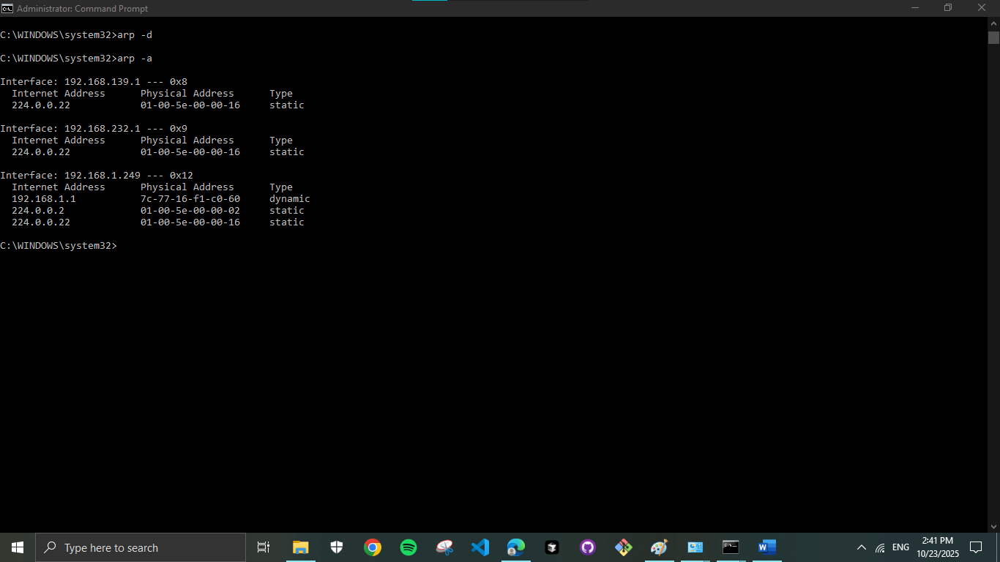 Administrator: Command Prompt
C:\WINDOWS\system32>arp -d
C:\WINDOWS\system32>arp -a
Interface: 192.168.139.1 --- 0x8
  Internet Address      Physical Address      Type
  224.0.0.22            01-00-5e-00-00-16     static
Interface: 192.168.232.1 --- 0x9
  Internet Address      Physical Address      Type
  224.0.0.22            01-00-5e-00-00-16     static
Interface: 192.168.1.249 --- 0x12
  Internet Address      Physical Address      Type
  192.168.1.1           7c-77-16-f1-c0-60     dynamic
  224.0.0.2             01-00-5e-00-00-02     static
  224.0.0.22            01-00-5e-00-00-16     static
C:\WINDOWS\system32>
Type here to search
ENG
2:41 PM
10/23/2025